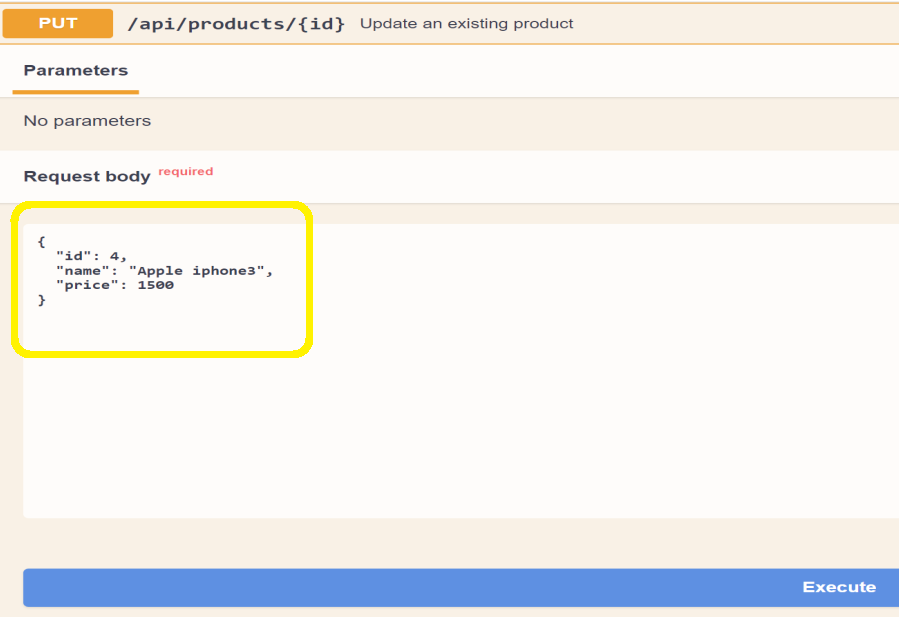 PUT /api/products/{id} Update an existing product
Parameters
No parameters
Request body required
{
"id": 4,
"name": "Apple iphone3",
"price": 1500
}
Execute